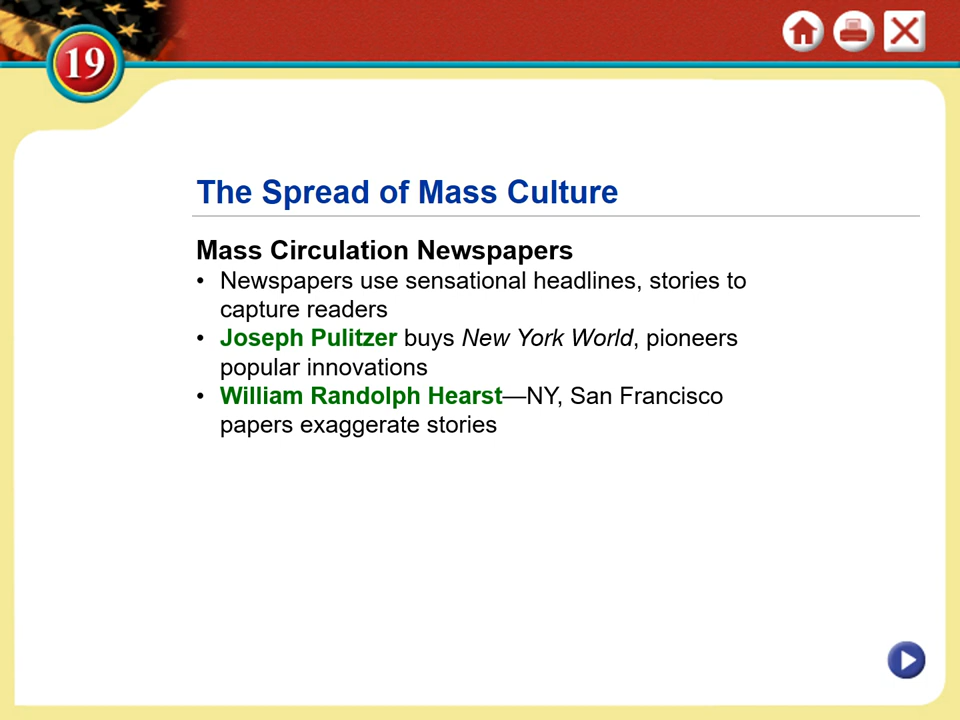 19
The Spread of Mass Culture
Mass Circulation Newspapers
• Newspapers use sensational headlines, stories to
capture readers
• Joseph Pulitzer buys New York World, pioneers
popular innovations
• William Randolph Hearst—NY, San Francisco
papers exaggerate stories